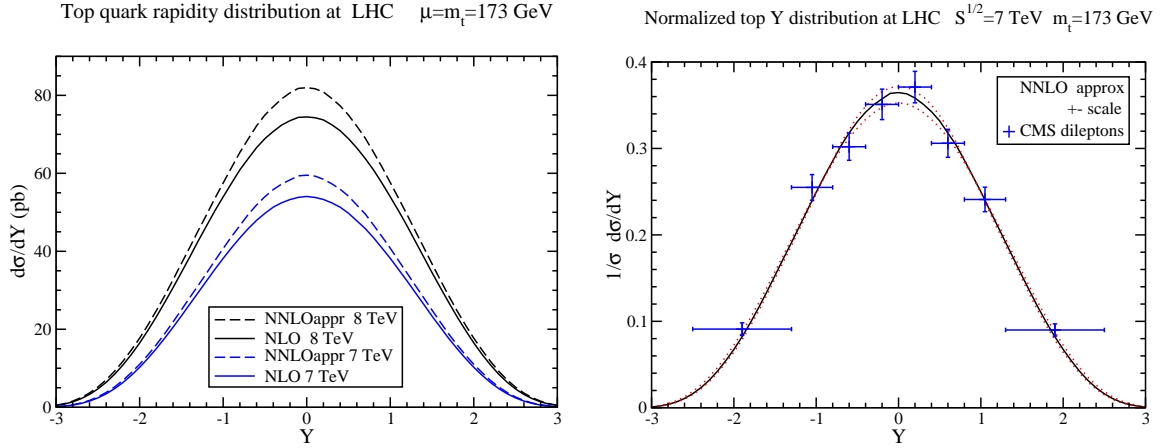 Top quark rapidity distribution at LHC μ=m_t=173 GeV
dσ/dY (pb)
80
60
40
20
0
NNLOappr 8 TeV
NLO 8 TeV
NNLOappr 7 TeV
NLO 7 TeV
-3 -2 -1 0 1 2 3
Y
Normalized top Y distribution at LHC S^{1/2}=7 TeV m_t=173 GeV
1/σ dσ/dY
0.4
0.3
0.2
0.1
0
NNLO approx
+- scale
CMS dileptons
-3 -2 -1 0 1 2 3
Y